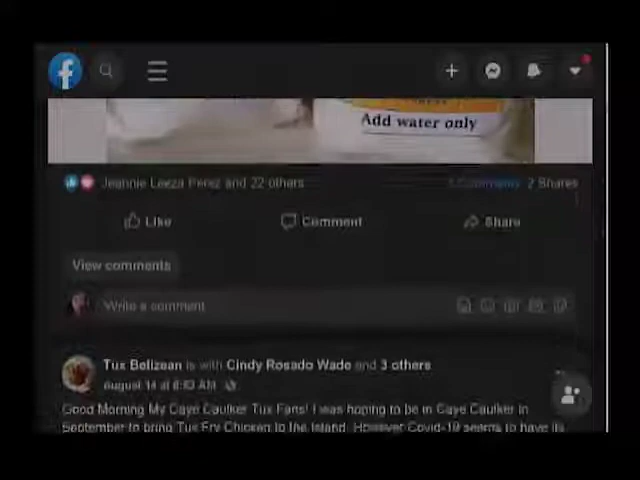 Add water only
Jeannie Leeza Perez and 22 others
2 Shares
Like
Comment
Share
View comments
Write a comment
Tux Belizean is with Cindy Rosado Wade and 3 others
August 14 at 6:53 AM
Good Morning My Caye Caulker Tux Fans! I was hoping to be in Caye Caulker in
September to bring Tux Fry Chicken to the Island. However Covid-19 seems to have its